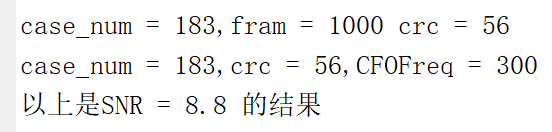 case_num = 183,fram = 1000 crc = 56
case_num = 183,crc = 56,CFOFreq = 300
以上是SNR = 8.8 的结果